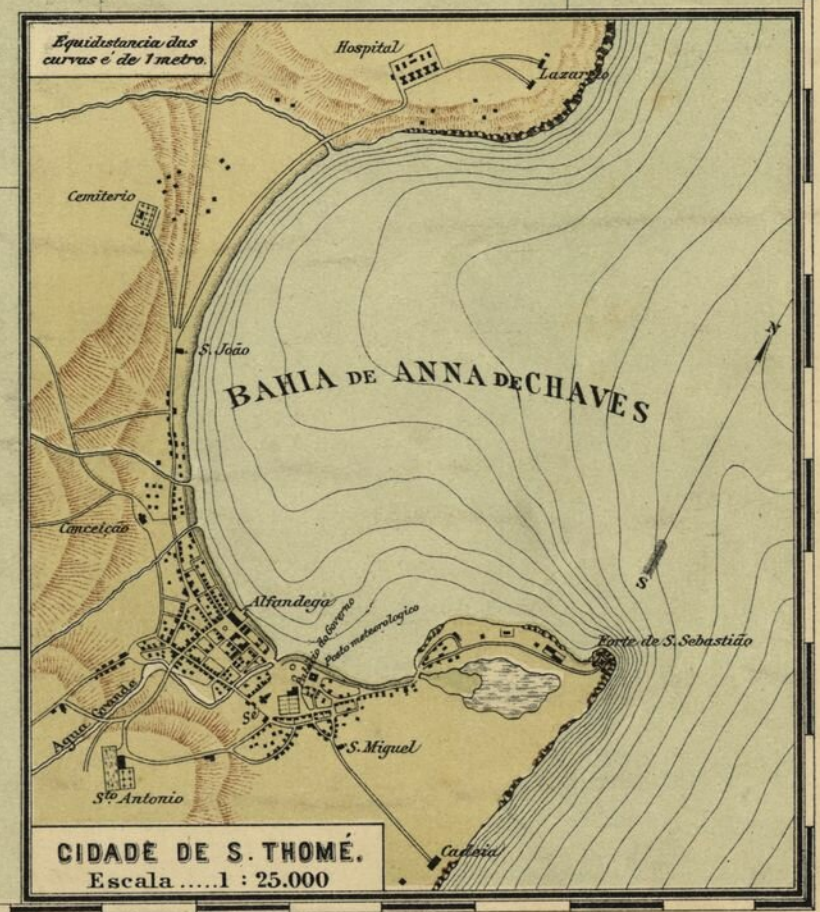 Equidistancia das
curvas é de 1 metro.
Hospital
Lazareto
Cemiterio
S. João
BAHIA DE ANNA DE CHAVES
N
S
Conceição
Alfandega
Palacio do Governo
Posto meteorologico
Forte de S. Sebastião
Agua Grande
Sé
S. Miguel
Sto Antonio
Cadeia
CIDADE DE S. THOMÉ.
Escala .....1 : 25.000